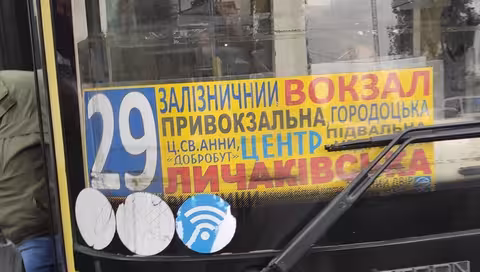 29
ЗАЛІЗНИЧНИЙ ВОКЗАЛ
ПРИВОКЗАЛЬНА, ГОРОДОЦЬКА
Ц.СВ.АННИ, ПІДВАЛЬНА
"ДОБРОБУТ" ЦЕНТР
ЛИЧАКІВСЬКА